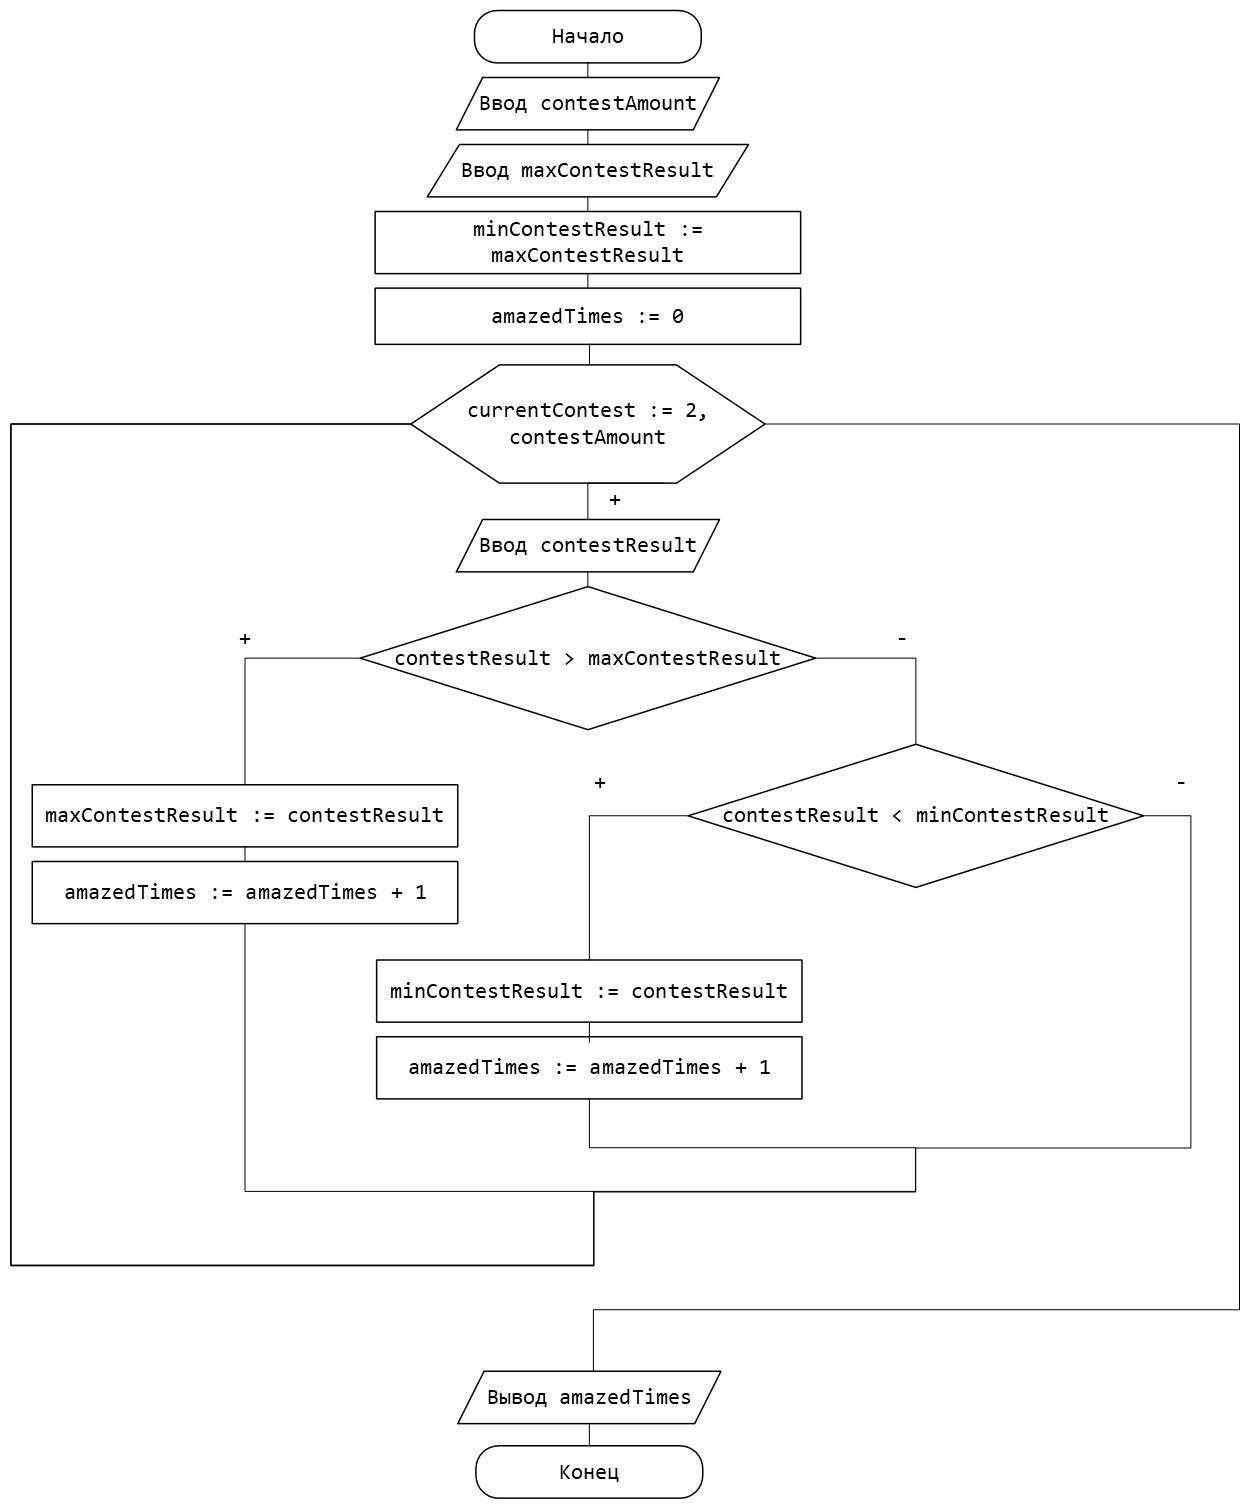 Начало
Ввод contestAmount
Ввод maxContestResult
minContestResult :=
maxContestResult
amazedTimes := 0
currentContest := 2,
contestAmount
+
Ввод contestResult
+
-
contestResult > maxContestResult
+
-
maxContestResult := contestResult
contestResult < minContestResult
amazedTimes := amazedTimes + 1
minContestResult := contestResult
amazedTimes := amazedTimes + 1
Вывод amazedTimes
Конец